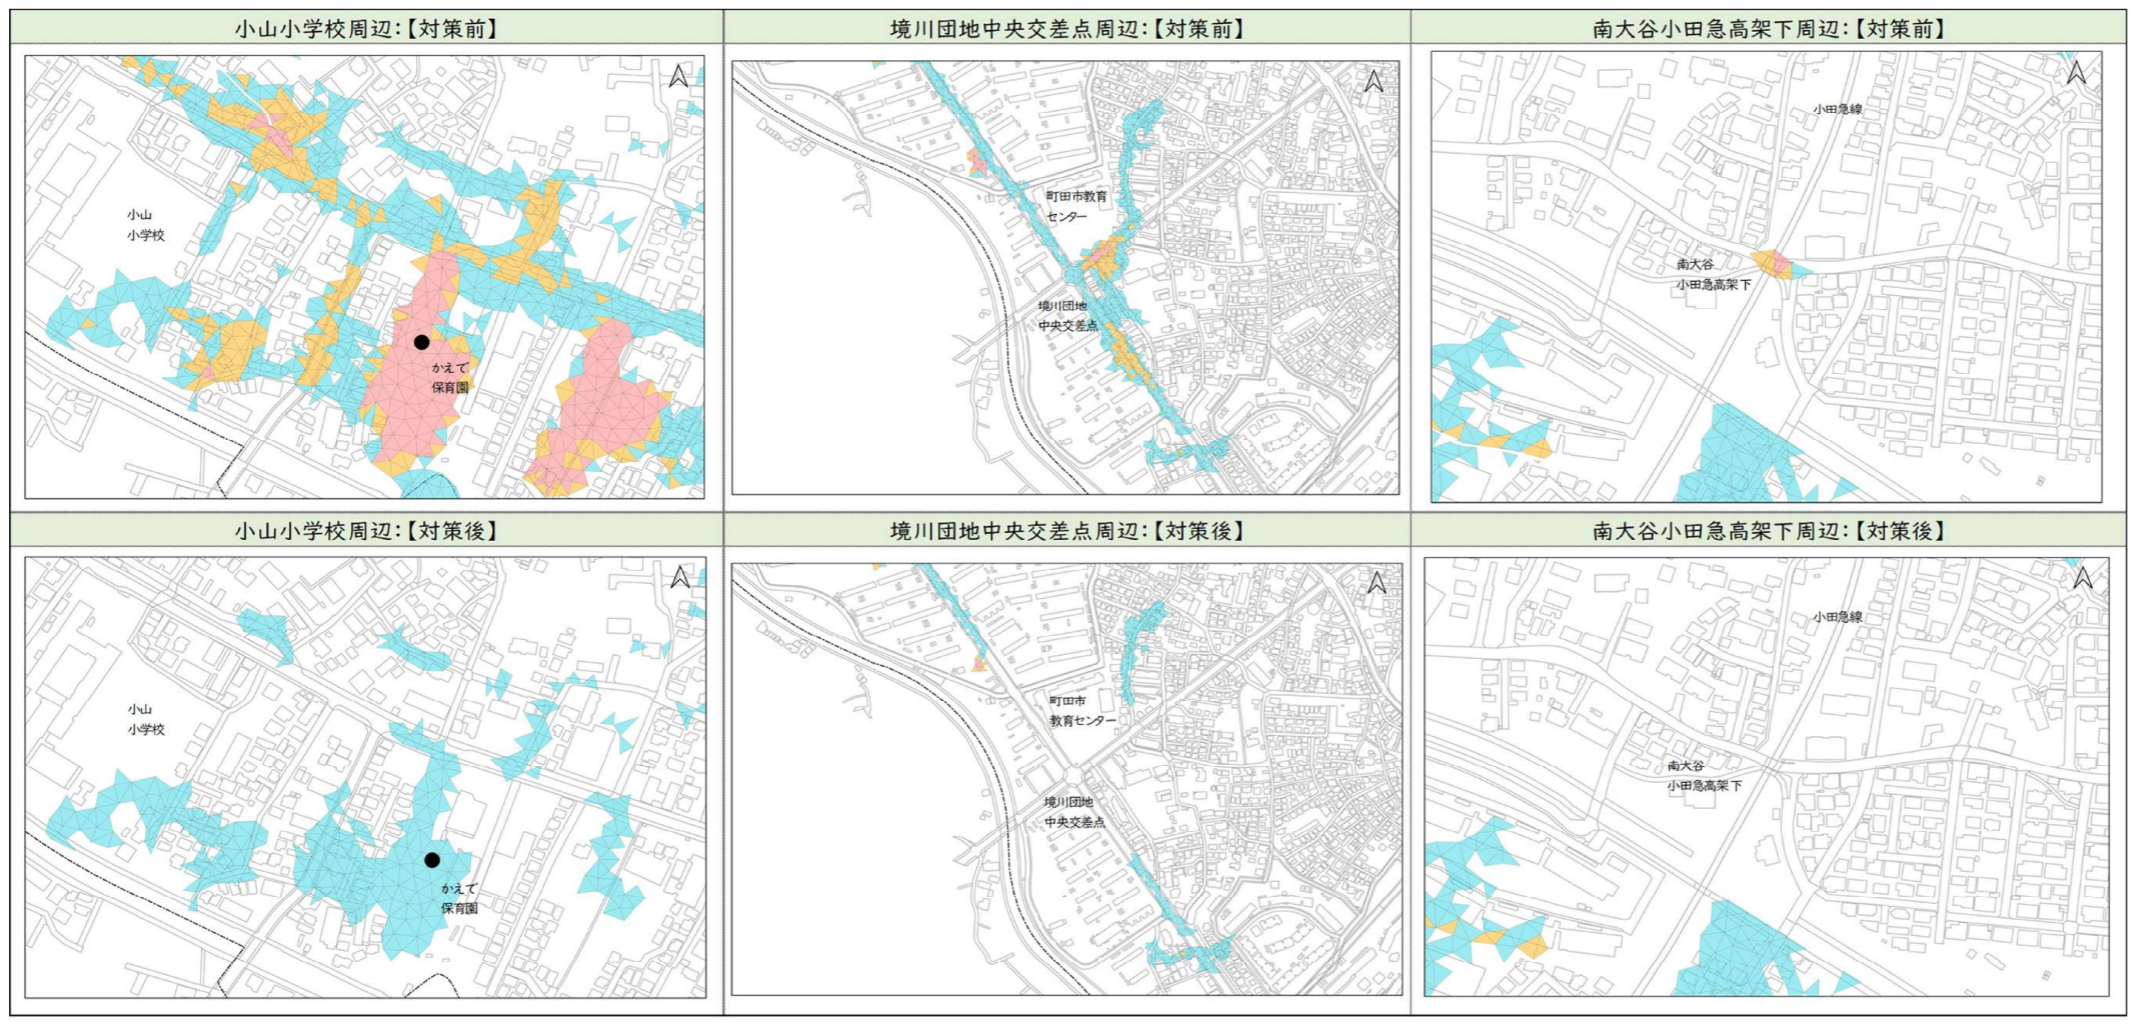 小山小学校周辺：【対策前】
境川団地中央交差点周辺：【対策前】
南大谷小田急高架下周辺：【対策前】
小山
小学校
かえで
保育園
町田市教育
センター
境川団地
中央交差点
小田急線
南大谷
小田急高架下
小山小学校周辺：【対策後】
境川団地中央交差点周辺：【対策後】
南大谷小田急高架下周辺：【対策後】
小山
小学校
かえで
保育園
町田市
教育センター
境川団地
中央交差点
小田急線
南大谷
小田急高架下